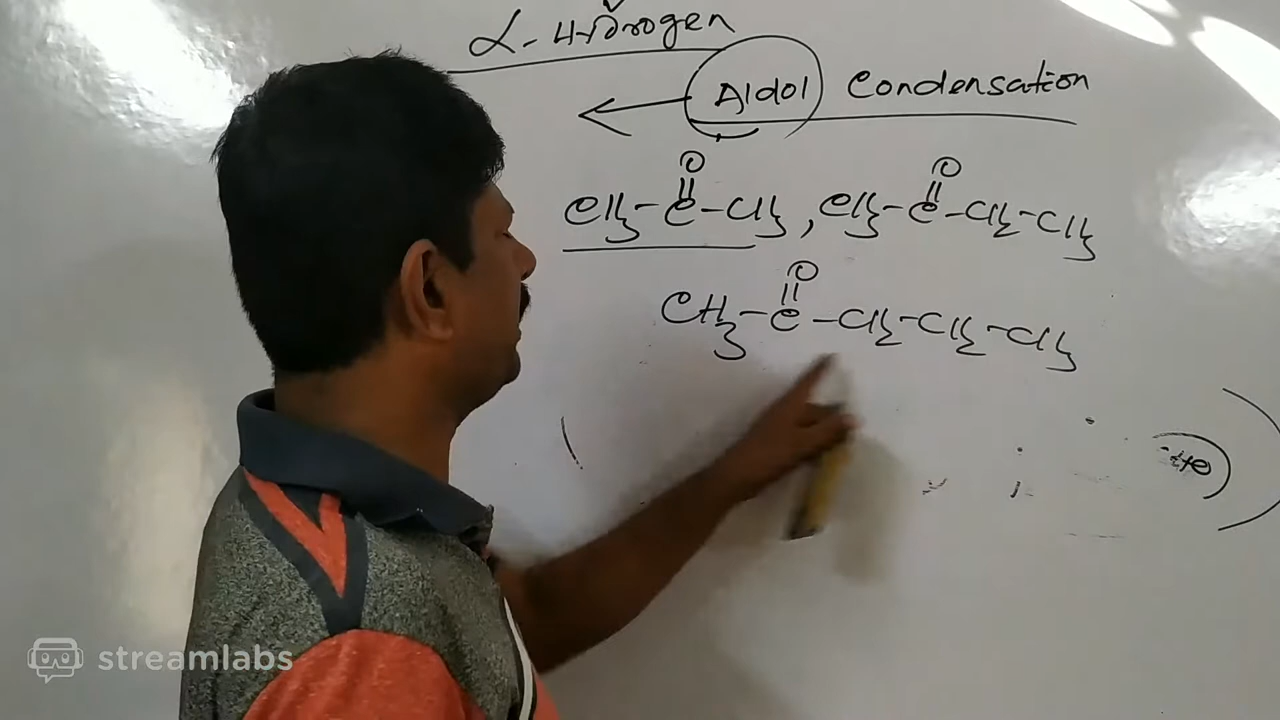 α-Hydrogen
Aldol Condensation
O O
CH3-C-CH3, CH3-C-CH2-CH3
O
CH3-C-CH2-CH2-CH3
streamlabs